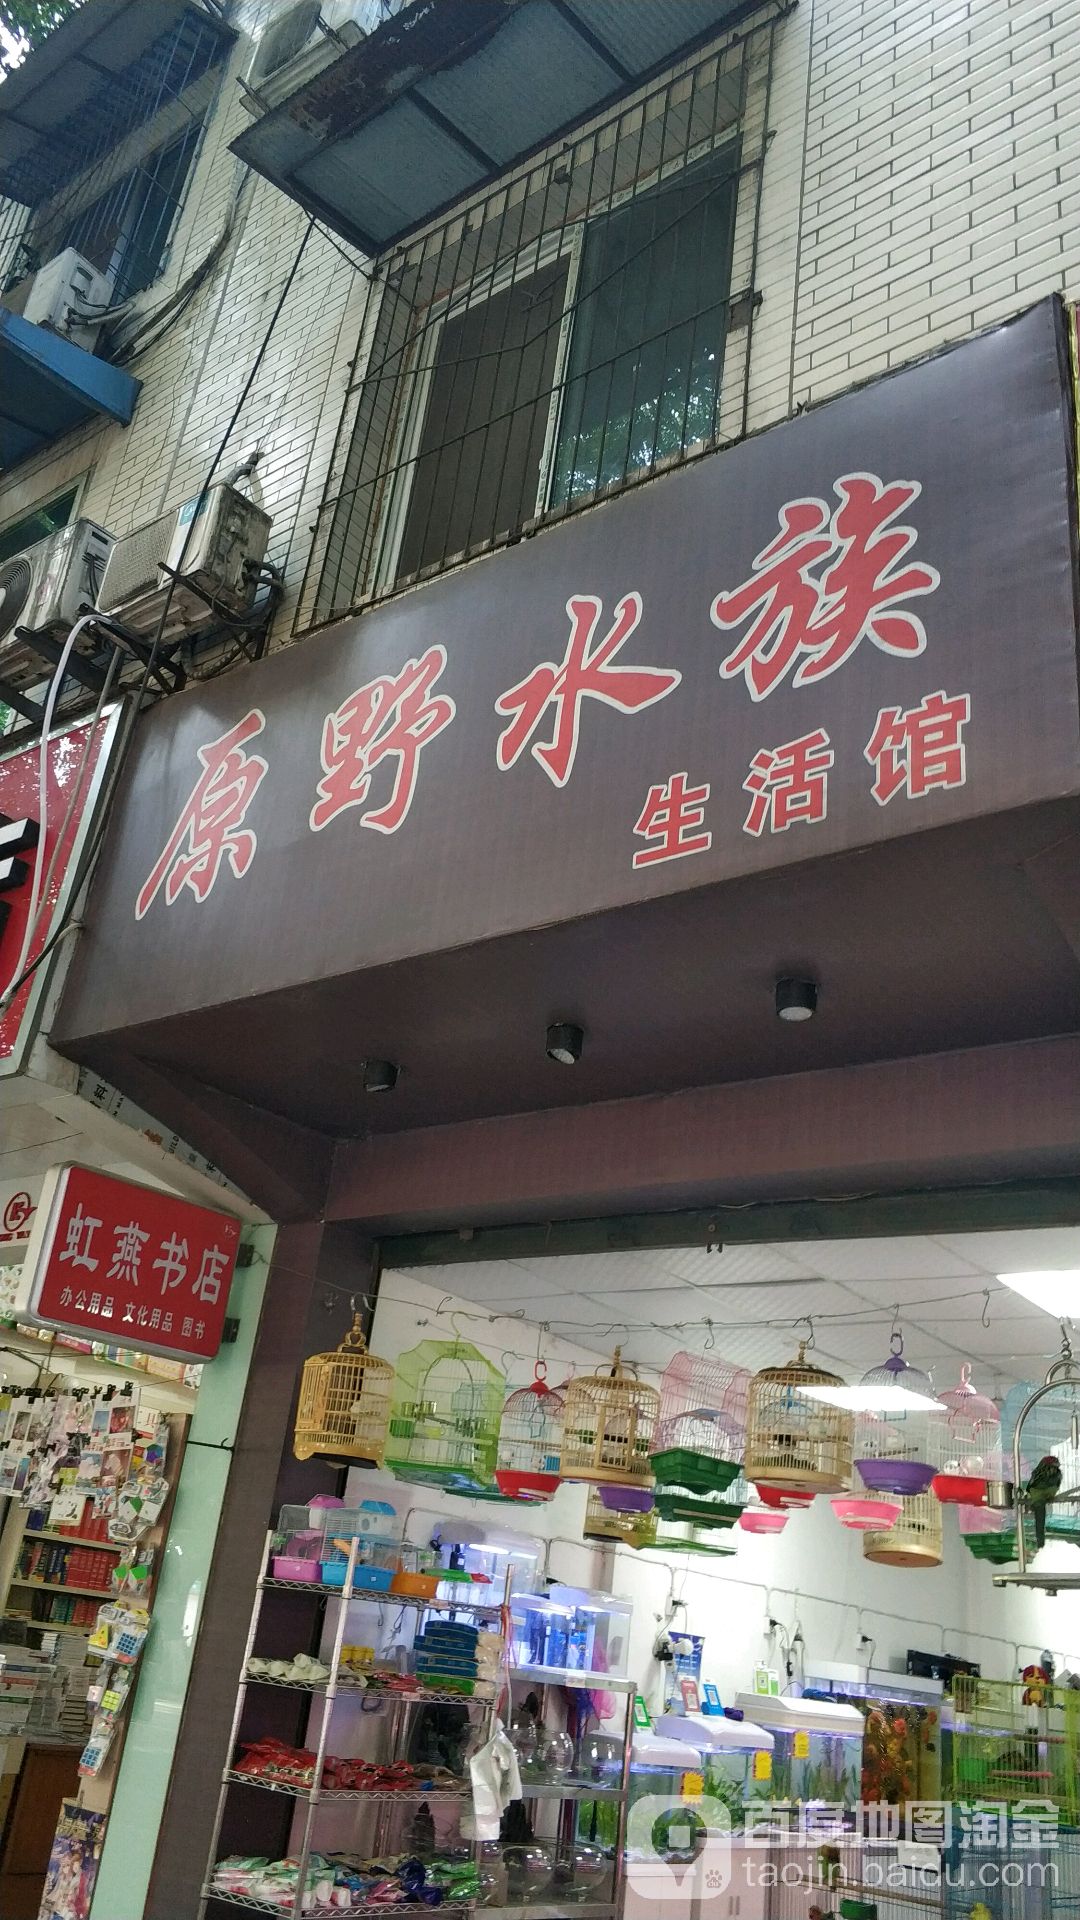 原野水族
生活馆
虹燕书店
办公用品 文化用品 图书
百度地图淘金
taojin.baidu.com